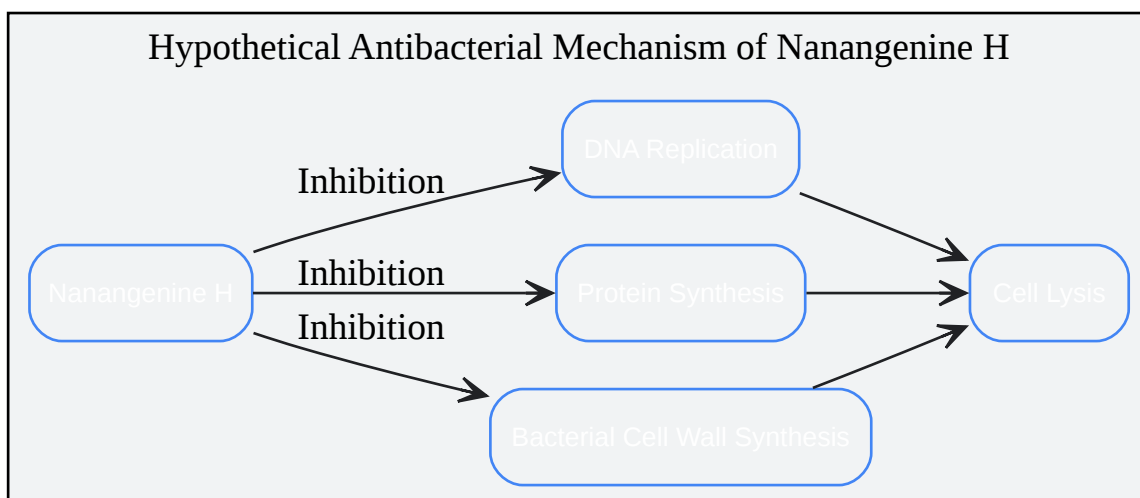 Hypothetical Antibacterial Mechanism of Nanangenine H
DNA Replication
Inhibition
Nanangenine H
Inhibition
Protein Synthesis
Cell Lysis
Inhibition
Bacterial Cell Wall Synthesis